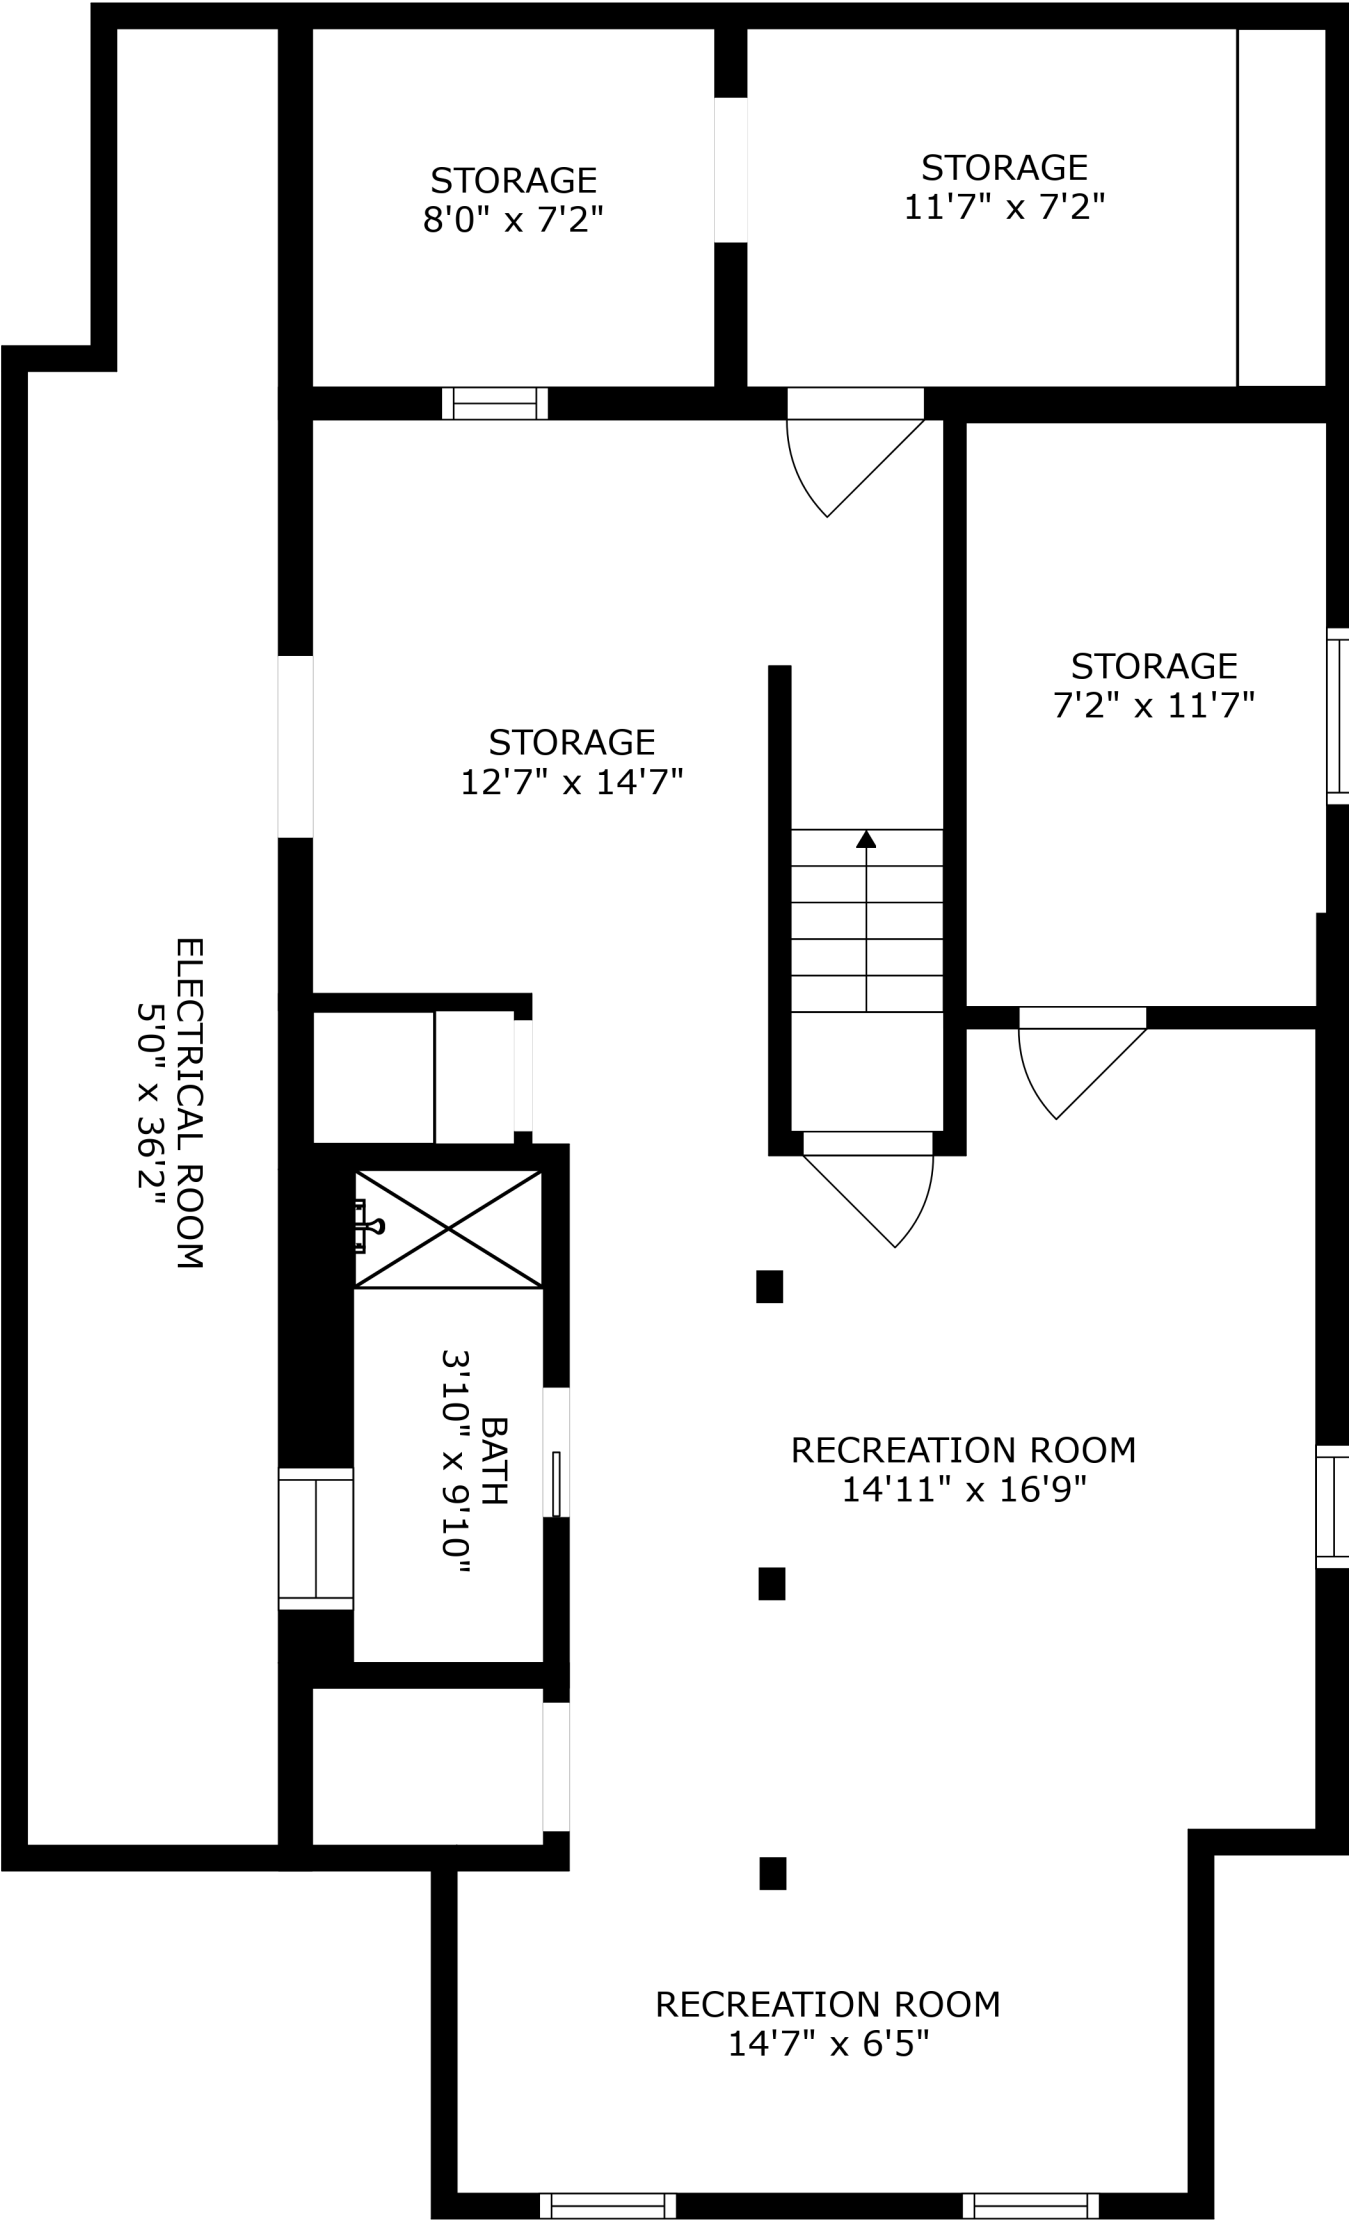 STORAGE
8'0" x 7'2"
STORAGE
11'7" x 7'2"
STORAGE
7'2" x 11'7"
STORAGE
12'7" x 14'7"
ELECTRICAL ROOM
5'0" x 36'2"
BATH
3'10" x 9'10"
RECREATION ROOM
14'11" x 16'9"
RECREATION ROOM
14'7" x 6'5"